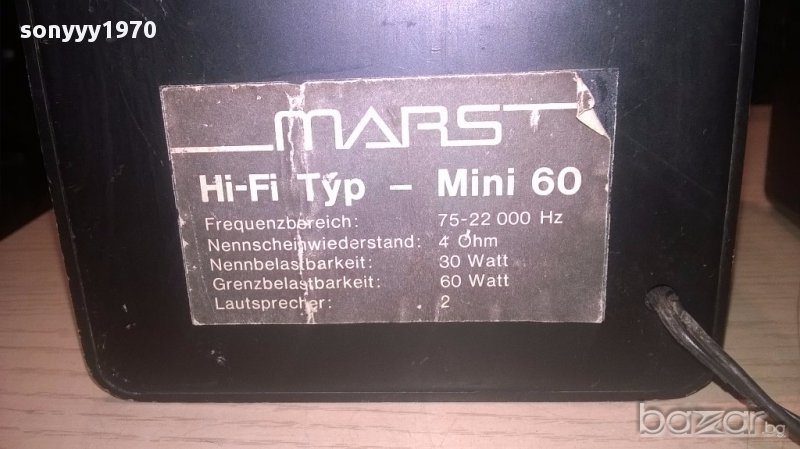 sonyyy1970
MARST
Hi-Fi Typ – Mini 60
Frequenzbereich: 75-22 000 Hz
Nennscheinwiederstand: 4 Ohm
Nennbelastbarkeit: 30 Watt
Grenzbelastbarkeit: 60 Watt
Lautsprecher: 2
bazar.bg